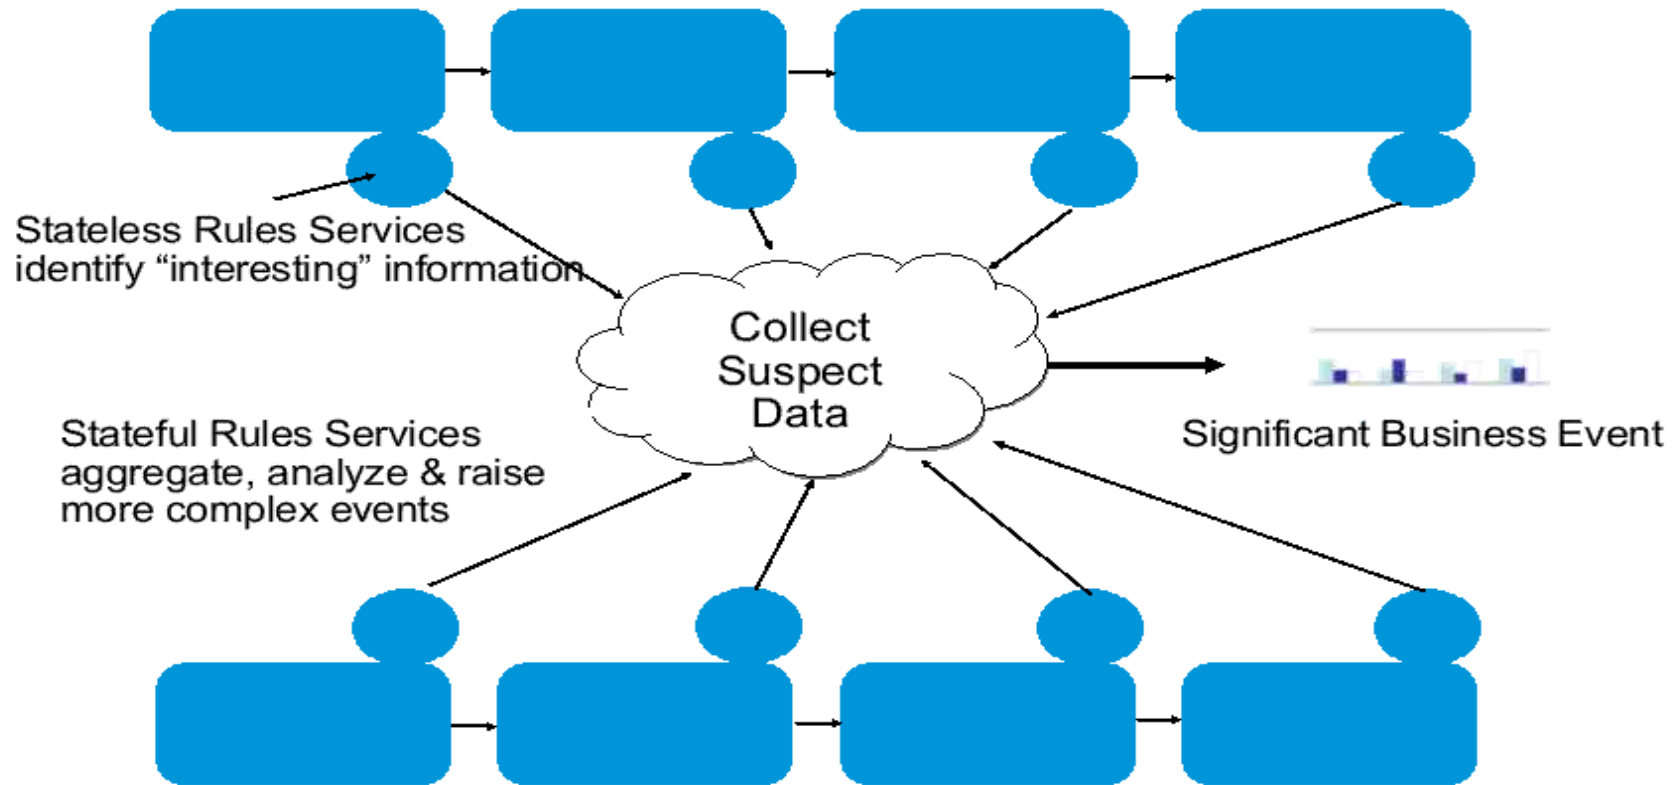 Stateless Rules Services
identify “interesting” information
Collect
Suspect
Data
Stateful Rules Services
aggregate, analyze & raise
more complex events
Significant Business Event